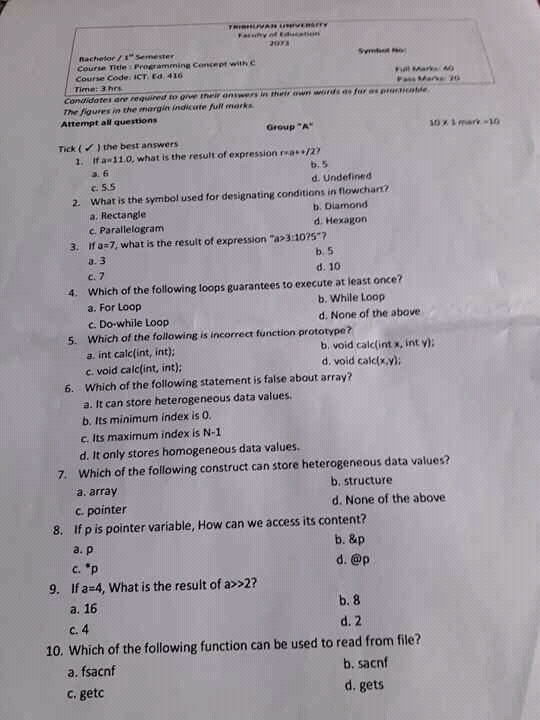 TRIBHUVAN UNIVERSITY
Faculty of Education
2073
Bachelor / 1st Semester
Symbol No:
Course Title : Programming Concept with C
Full Marks: 40
Course Code: ICT. Ed. 416
Pass Marks: 20
Time: 3 hrs.
Candidates are required to give their answers in their own words as far as practicable.
The figures in the margin indicate full marks.
Attempt all questions
Group "A"
10 X 1 mark =10
Tick ( ✓ ) the best answers
1. If a=11.0, what is the result of expression r=a++/2?
a. 6
b. 5
c. 5.5
d. Undefined
2. What is the symbol used for designating conditions in flowchart?
a. Rectangle
b. Diamond
c. Parallelogram
d. Hexagon
3. If a=7, what is the result of expression "a>3:10?5"?
a. 3
b. 5
c. 7
d. 10
4. Which of the following loops guarantees to execute at least once?
a. For Loop
b. While Loop
c. Do-while Loop
d. None of the above
5. Which of the following is incorrect function prototype?
a. int calc(int, int);
b. void calc(int x, int y);
c. void calc(int, int);
d. void calc(x,y);
6. Which of the following statement is false about array?
a. It can store heterogeneous data values.
b. Its minimum index is 0.
c. Its maximum index is N-1
d. It only stores homogeneous data values.
7. Which of the following construct can store heterogeneous data values?
a. array
b. structure
c. pointer
d. None of the above
8. If p is pointer variable, How can we access its content?
a. p
b. &p
c. *p
d. @p
9. If a=4, What is the result of a>>2?
a. 16
b. 8
c. 4
d. 2
10. Which of the following function can be used to read from file?
a. fsacnf
b. sacnf
c. getc
d. gets